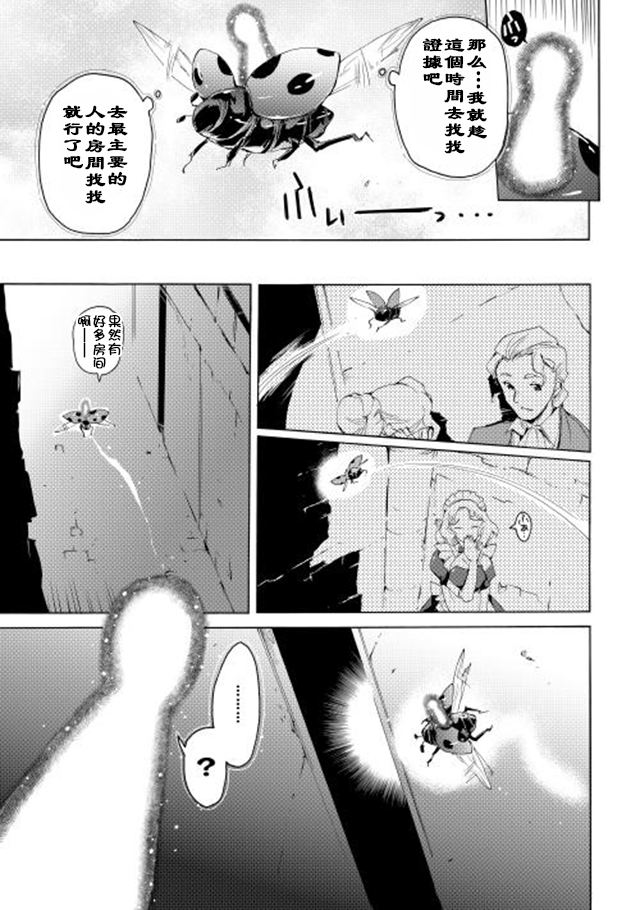 那么…我就趁
這個時間去找找
證據吧
去最主要的
人的房間找找
就行了吧
ぶぃーーっ...
果然有
好多房间
啊——
………
？